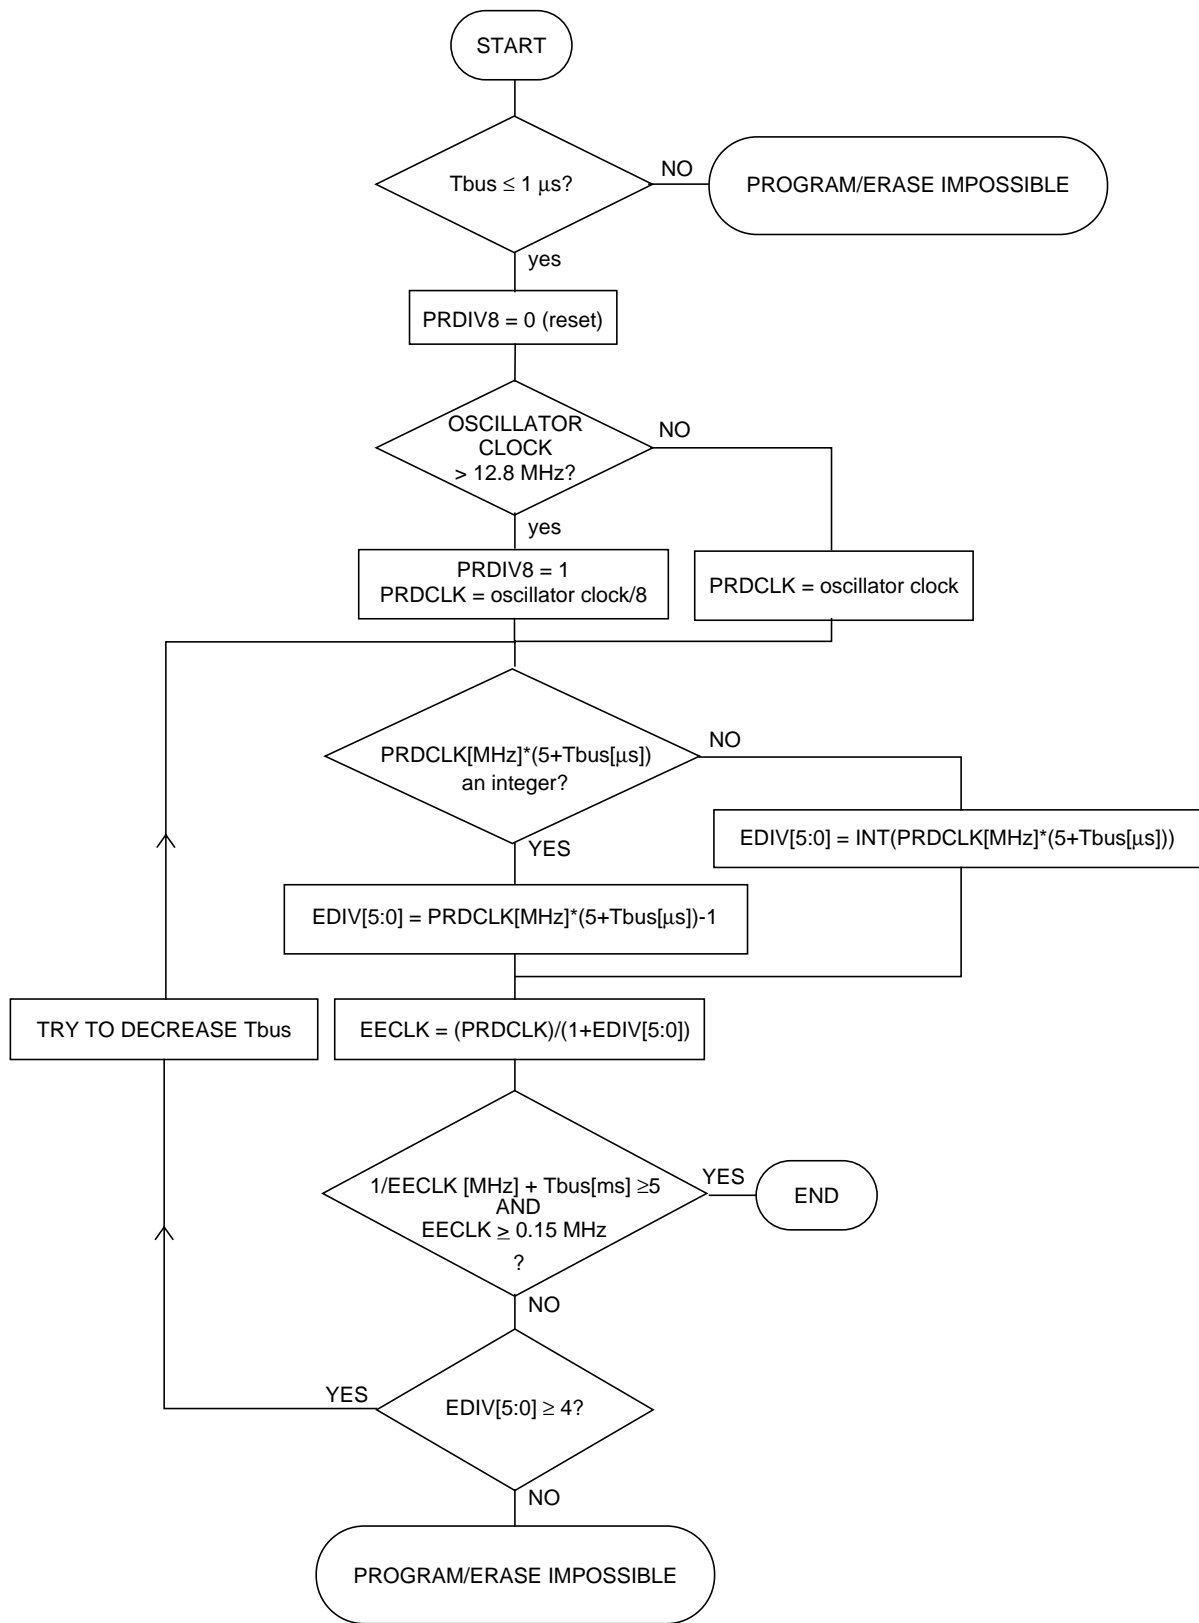 START
Tbus ≤ 1 μs?
NO
PROGRAM/ERASE IMPOSSIBLE
yes
PRDIV8 = 0 (reset)
OSCILLATOR
CLOCK
> 12.8 MHz?
NO
yes
PRDIV8 = 1
PRDCLK = oscillator clock/8
PRDCLK = oscillator clock
PRDCLK[MHz]*(5+Tbus[μs])
an integer?
NO
YES
EDIV[5:0] = INT(PRDCLK[MHz]*(5+Tbus[μs]))
EDIV[5:0] = PRDCLK[MHz]*(5+Tbus[μs])-1
TRY TO DECREASE Tbus
EECLK = (PRDCLK)/(1+EDIV[5:0])
1/EECLK [MHz] + Tbus[ms] ≥5
AND
EECLK ≥ 0.15 MHz
?
YES
END
NO
EDIV[5:0] ≥ 4?
YES
NO
PROGRAM/ERASE IMPOSSIBLE